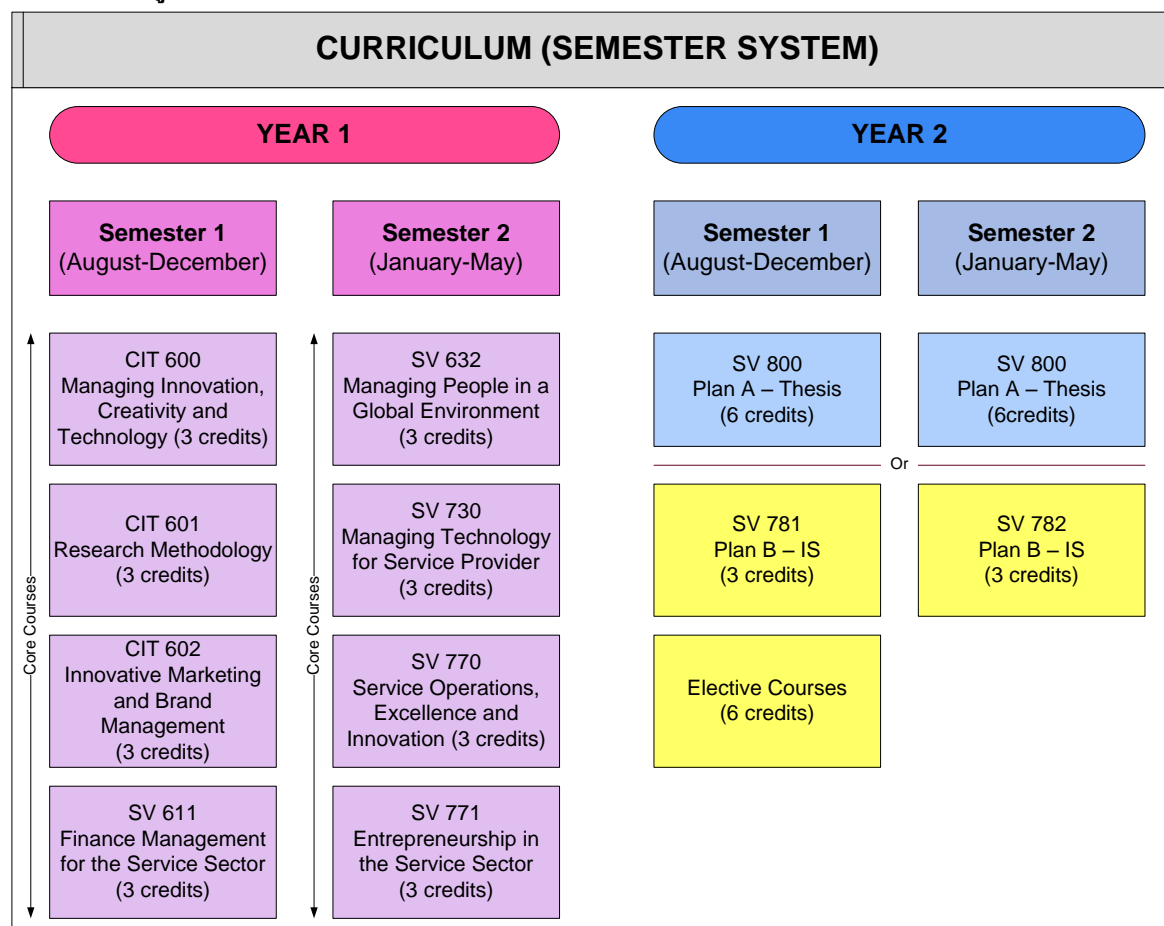 CURRICULUM (SEMESTER SYSTEM)
YEAR 1
YEAR 2
Semester 1
(August-December)
Semester 2
(January-May)
Semester 1
(August-December)
Semester 2
(January-May)
Core Courses
CIT 600
Managing Innovation,
Creativity and
Technology (3 credits)
CIT 601
Research Methodology
(3 credits)
CIT 602
Innovative Marketing
and Brand
Management
(3 credits)
SV 611
Finance Management
for the Service Sector
(3 credits)
Core Courses
SV 632
Managing People in a
Global Environment
(3 credits)
SV 730
Managing Technology
for Service Provider
(3 credits)
SV 770
Service Operations,
Excellence and
Innovation (3 credits)
SV 771
Entrepreneurship in
the Service Sector
(3 credits)
SV 800
Plan A – Thesis
(6 credits)
SV 800
Plan A – Thesis
(6credits)
Or
SV 781
Plan B – IS
(3 credits)
SV 782
Plan B – IS
(3 credits)
Elective Courses
(6 credits)